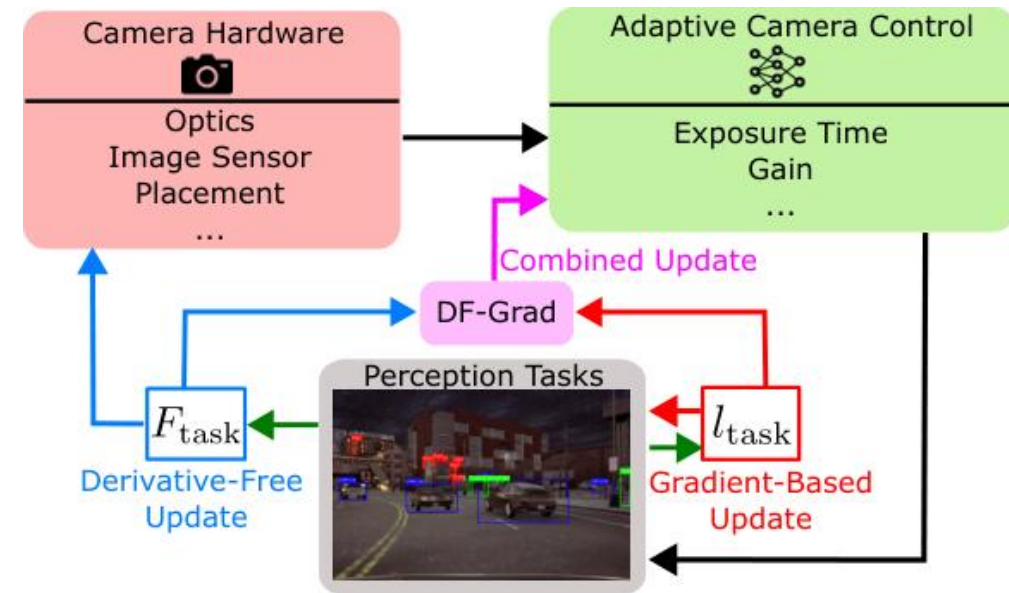 Camera Hardware
Optics
Image Sensor
Placement
...
Adaptive Camera Control
Exposure Time
Gain
...
Combined Update
DF-Grad
Perception Tasks
F_task
l_task
Derivative-Free
Update
Gradient-Based
Update